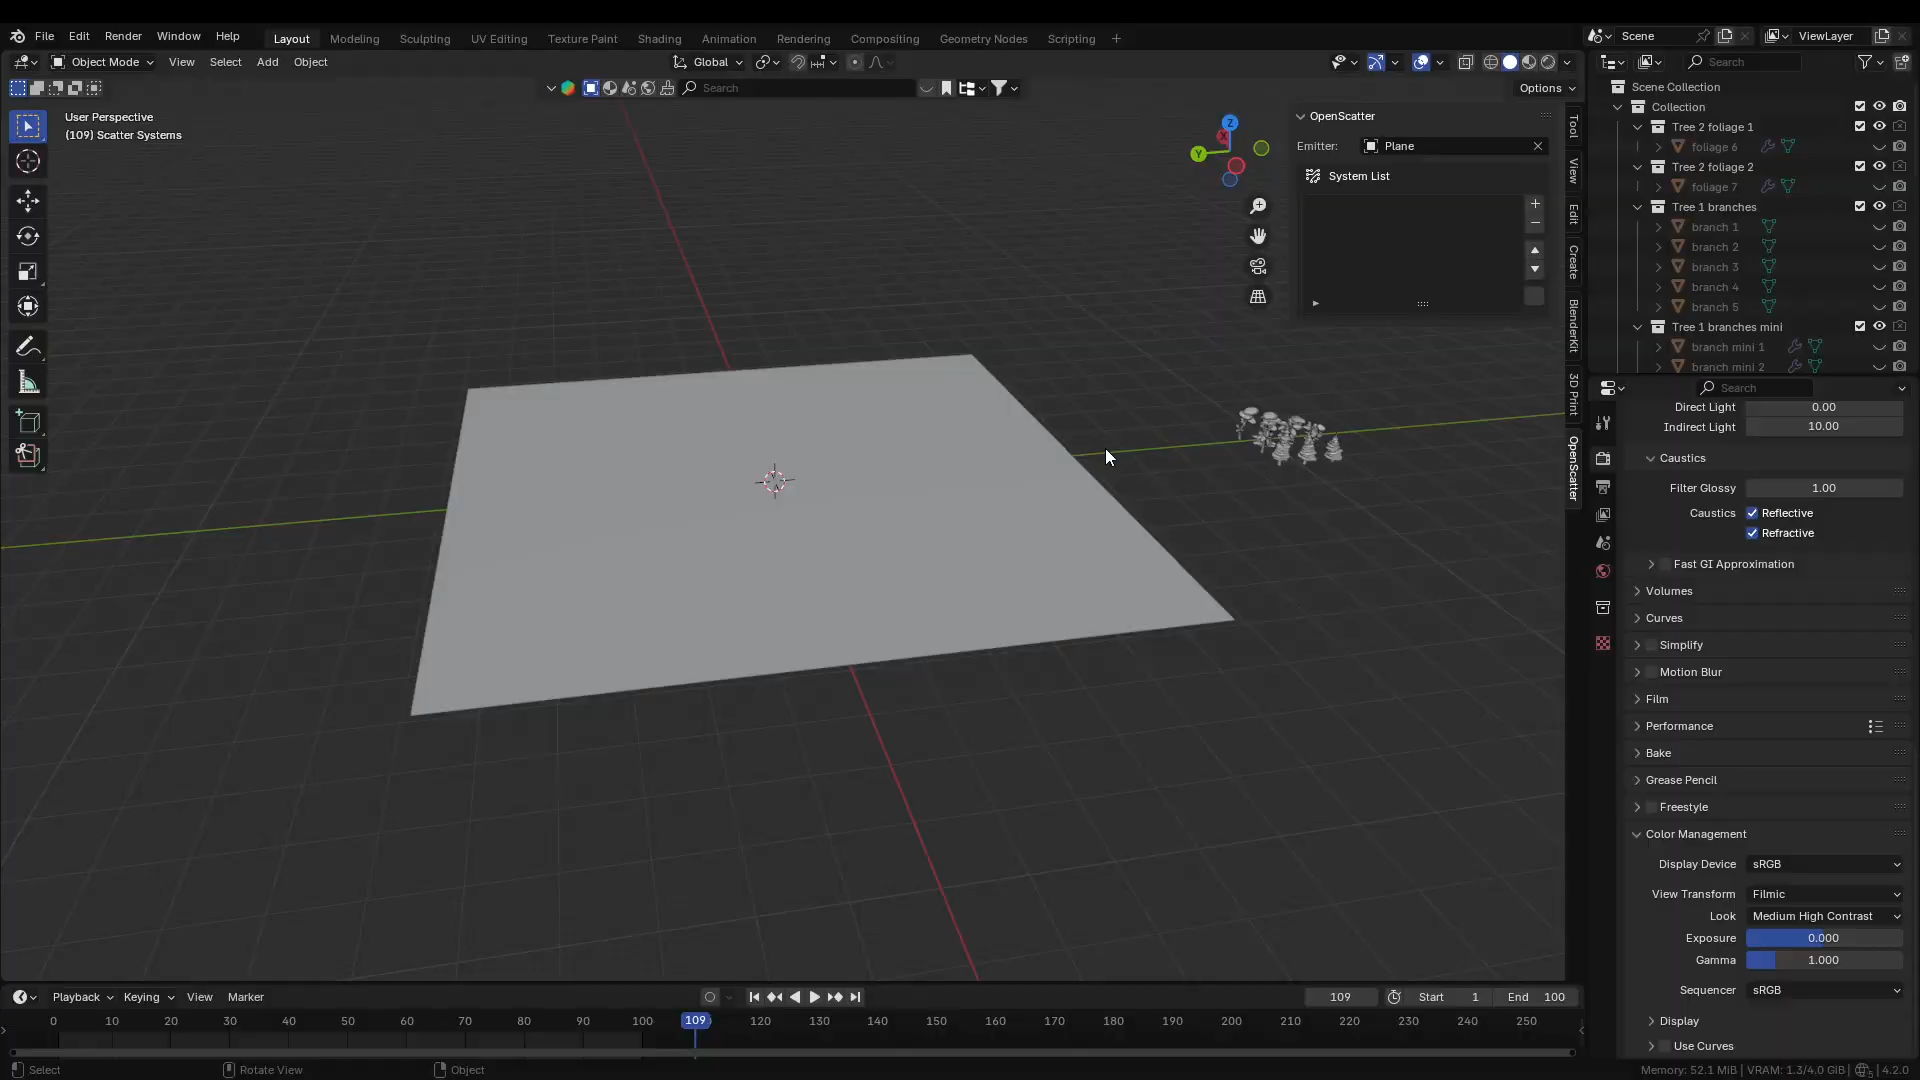 File Edit Render Window Help Layout Modeling Sculpting UV Editing Texture Paint Shading Animation Rendering Compositing Geometry Nodes Scripting + Scene ViewLayer
Object Mode View Select Add Object Global Search
Search Options
User Perspective
(109) Scatter Systems
Z
X
Y
OpenScatter
Emitter: Plane
System List
Tool
View
Edit
Create
BlenderKit
3D Print
OpenScatter
Scene Collection
Collection
Tree 2 foliage 1
foliage 6
Tree 2 foliage 2
foliage 7
Tree 1 branches
branch 1
branch 2
branch 3
branch 4
branch 5
Tree 1 branches mini
branch mini 1
branch mini 2
Search
Direct Light 0.00
Indirect Light 10.00
Caustics
Filter Glossy 1.00
Caustics Reflective
Refractive
Fast GI Approximation
Volumes
Curves
Simplify
Motion Blur
Film
Performance
Bake
Grease Pencil
Freestyle
Color Management
Display Device sRGB
View Transform Filmic
Look Medium High Contrast
Exposure 0.000
Gamma 1.000
Sequencer sRGB
Display
Use Curves
Playback Keying View Marker 109 Start 1 End 100
0 10 20 30 40 50 60 70 80 90 100 109 120 130 140 150 160 170 180 190 200 210 220 230 240 250
Select Rotate View Object Memory: 52.1 MiB | VRAM: 1.3/4.0 GiB | 5 | 4.2.0